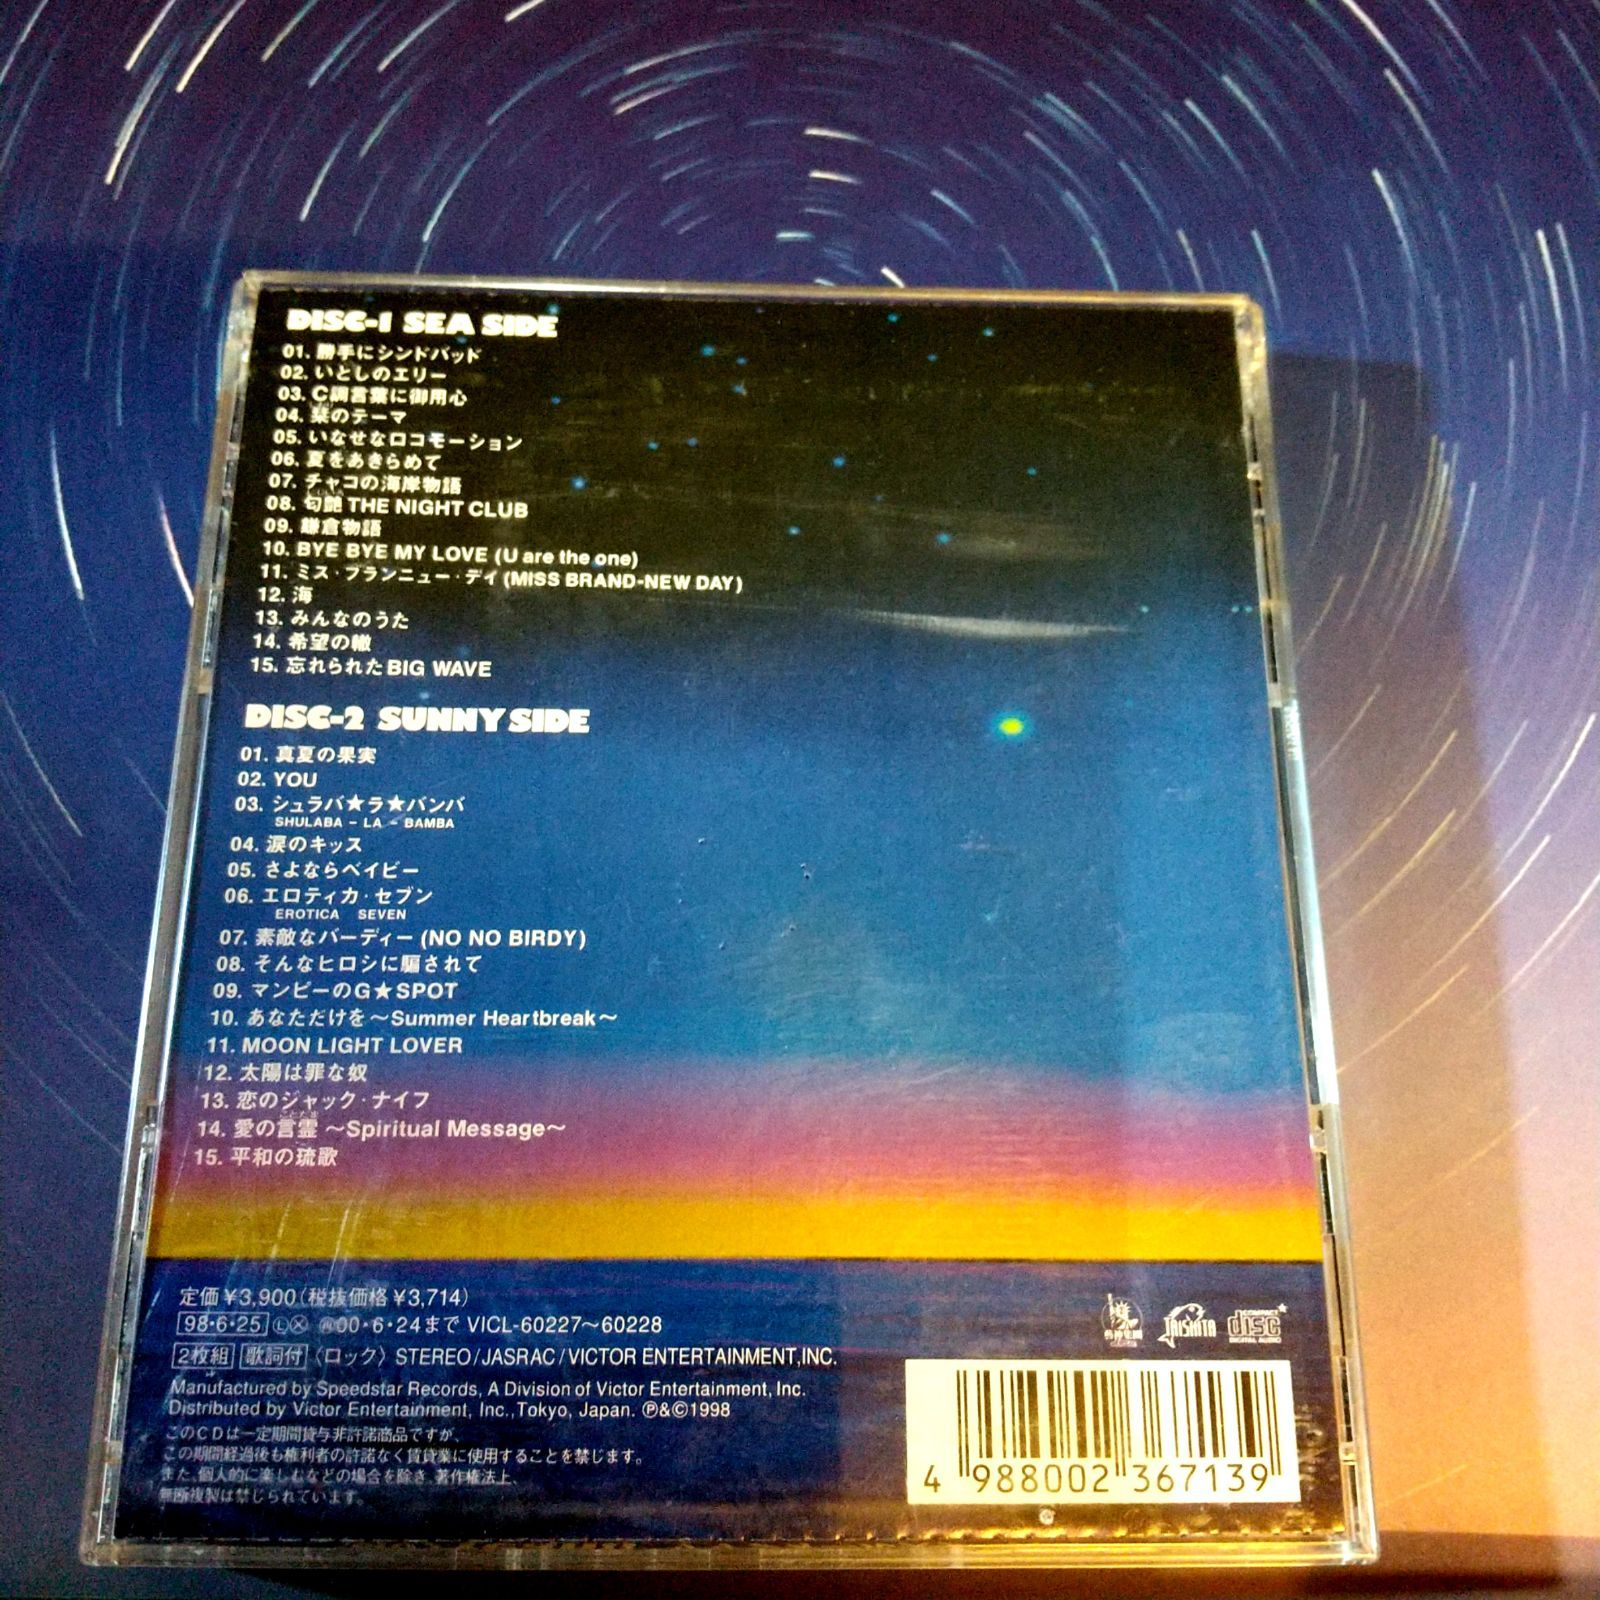 DISC-1 SEA SIDE
01. 勝手にシンドバッド
02. いとしのエリー
03. C調言葉に御用心
04. 栞のテーマ
05. いなせなロコモーション
06. 夏をあきらめて
07. チャコの海岸物語
08. 匂艶 THE NIGHT CLUB
09. 鎌倉物語
10. BYE BYE MY LOVE (U are the one)
11. ミス・ブランニュー・デイ(MISS BRAND-NEW DAY)
12. 海
13. みんなのうた
14. 希望の轍
15. 忘れられたBIG WAVE
DISC-2 SUNNY SIDE
01. 真夏の果実
02. YOU
03. シュラバ★ラ★バンバ
SHULABA - LA - BAMBA
04. 涙のキッス
05. さよならベイビー
06. エロティカ・セブン
EROTICA SEVEN
07. 素敵なバーディー(NO NO BIRDY)
08. そんなヒロシに騙されて
09. マンピーのG★SPOT
10. あなただけを〜Summer Heartbreak〜
11. MOON LIGHT LOVER
12. 太陽は罪な奴
13. 恋のジャック・ナイフ
ことたま
14. 愛の言霊〜Spiritual Message〜
15. 平和の琉歌
定価￥3,900(税抜価格￥3,714)
98・6・25 Ⓛ Ⓧ 00・6・24まで VICL-60227〜60228
2枚組 歌詞付〈ロック〉STEREO/JASRAC/VICTOR ENTERTAINMENT,INC.
Manufactured by Speedstar Records, A Division of Victor Entertainment, Inc.
Distributed by Victor Entertainment, Inc.,Tokyo, Japan. ℗&©1998
このCDは一定期間貸与非許諾商品ですが、
この期間経過後も権利者の許諾なく賃貸業に使用することを禁じます。
また、個人的に楽しむなどの場合を除き、著作権法上、
無断複製は禁じられています。
TAISHITA
COMPACT
disc
DIGITAL AUDIO
4 988002 367139